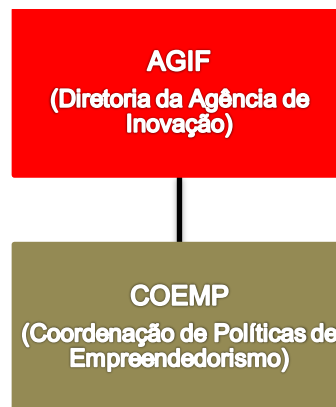 AGIF
(Diretoria da Agência de
Inovação)
COEMP
(Coordenação de Políticas de
Empreendedorismo)